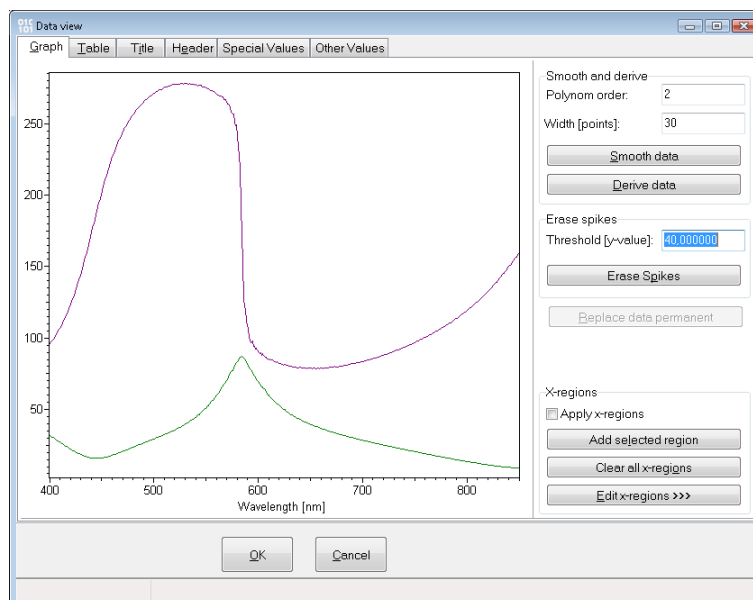 Data view
Graph Table Title Header Special Values Other Values
250
200
150
100
50
400 500 600 700 800
Wavelength [nm]
Smooth and derive
Polynom order: 2
Width [points]: 30
Smooth data
Derive data
Erase spikes
Threshold [y-value]: 40,000000
Erase Spikes
Replace data permanent
X-regions
Apply x-regions
Add selected region
Clear all x-regions
Edit x-regions >>>
OK Cancel